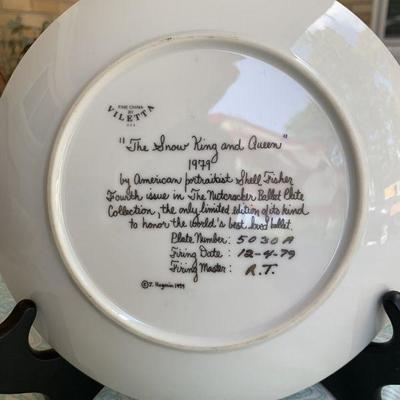 FINE CHINA
BY
VILETTA
U.S.A.
"The Snow King and Queen"
1979
by American portraitist Shell Fisher
Fourth issue in The Nutcracker Ballet Plate
Collection, the only limited edition of its kind
to honor the world's best loved ballet.
Plate Number: 5030A
Firing Date: 12-4-79
Firing Master: R.T.